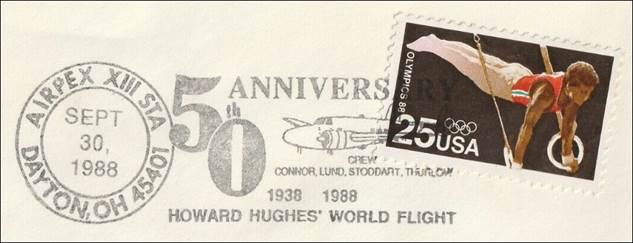 AIRPEX XIII STA
SEPT
30,
1988
DAYTON, OH 45401
50th ANNIVERSARY
CREW
CONNOR, LUND, STODDART, THURLOW
1938 1988
HOWARD HUGHES' WORLD FLIGHT
OLYMPICS 88
25 USA